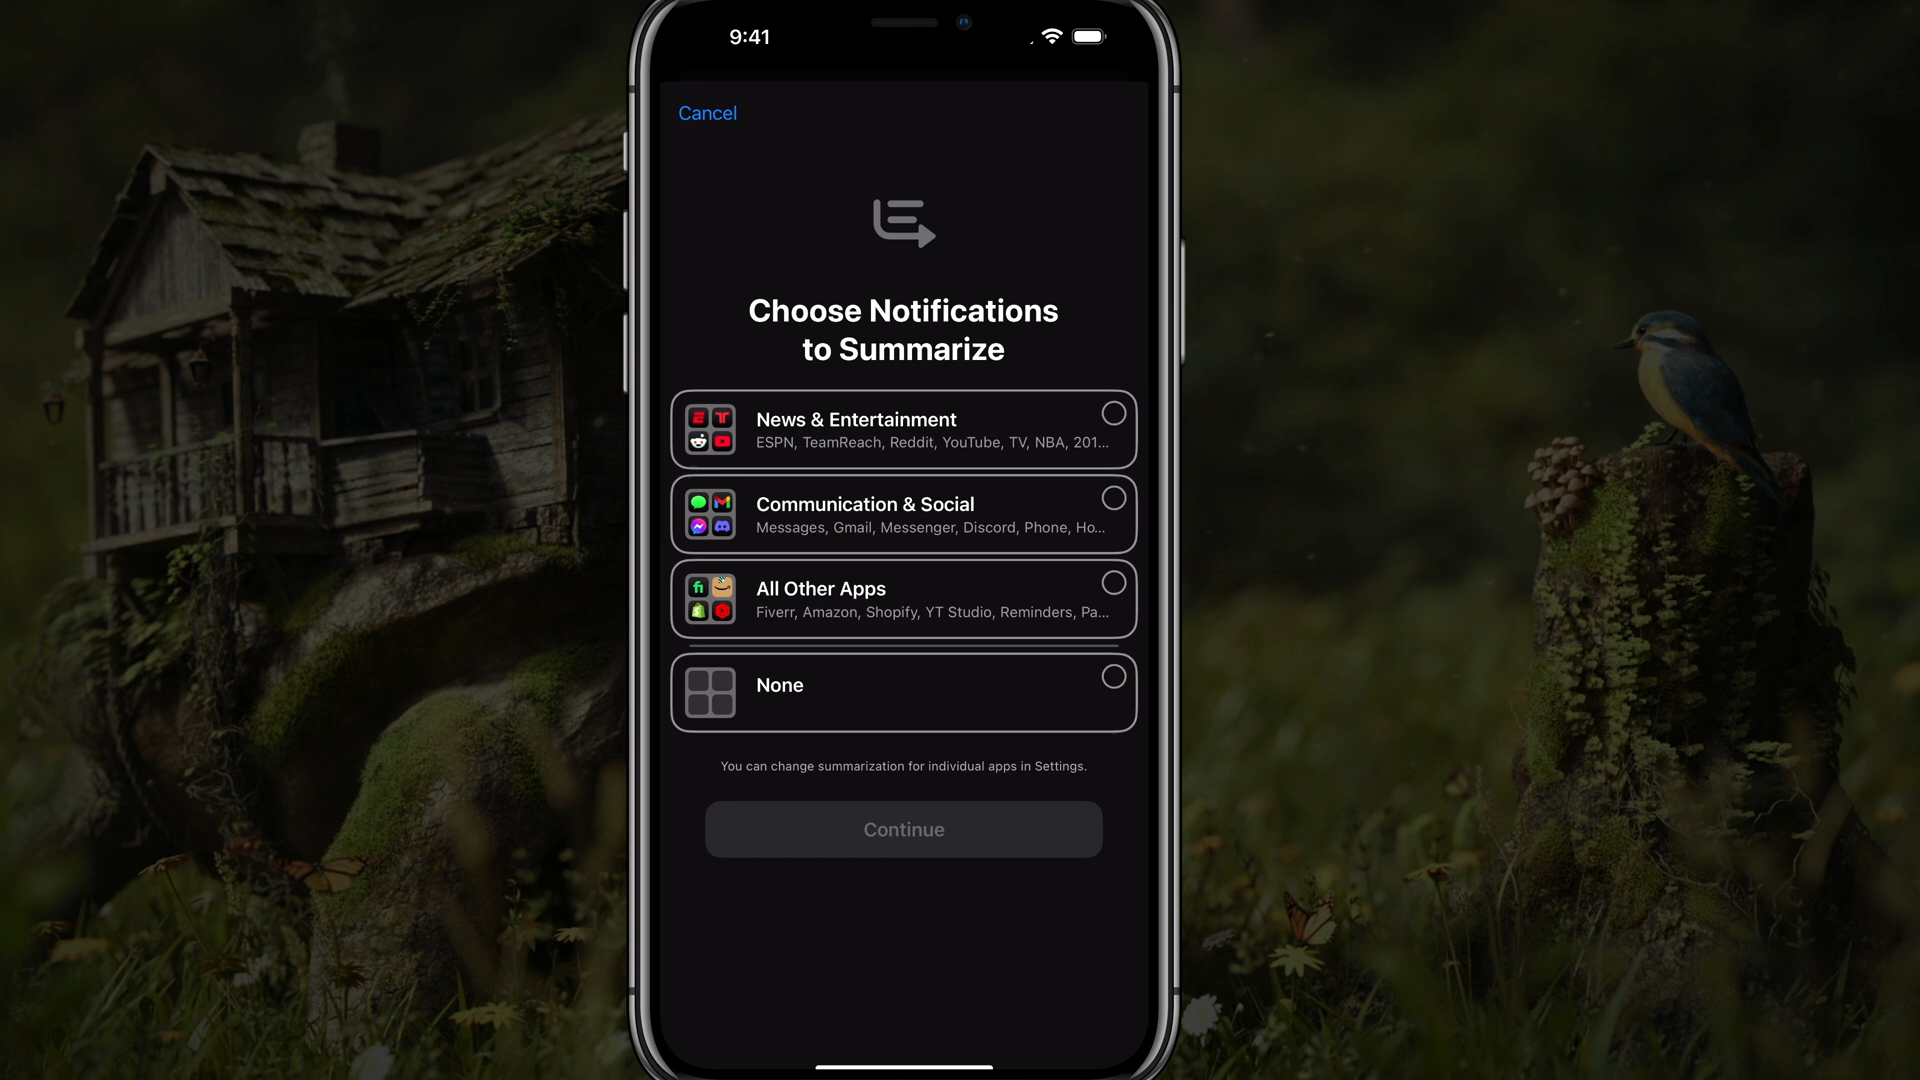 9:41
Cancel
Choose Notifications
to Summarize
News & Entertainment
ESPN, TeamReach, Reddit, YouTube, TV, NBA, 201...
Communication & Social
Messages, Gmail, Messenger, Discord, Phone, Ho...
All Other Apps
Fiverr, Amazon, Shopify, YT Studio, Reminders, Pa...
None
You can change summarization for individual apps in Settings.
Continue